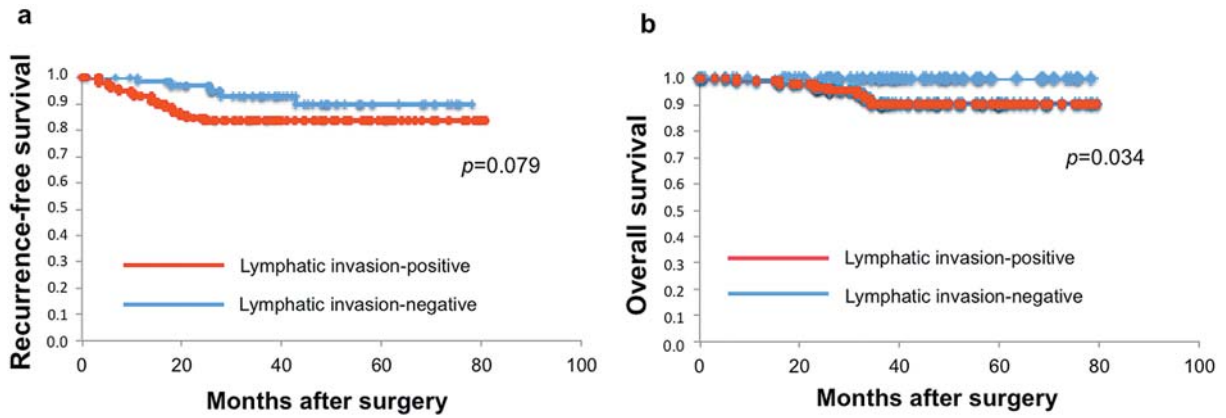 a
Recurrence-free survival
1.0
0.9
0.8
0.7
0.6
0.5
0.4
0.3
0.2
0.1
0.0
p=0.079
Lymphatic invasion-positive
Lymphatic invasion-negative
0 20 40 60 80 100
Months after surgery
b
Overall survival
1.0
0.9
0.8
0.7
0.6
0.5
0.4
0.3
0.2
0.1
0.0
p=0.034
Lymphatic invasion-positive
Lymphatic invasion-negative
0 20 40 60 80 100
Months after surgery